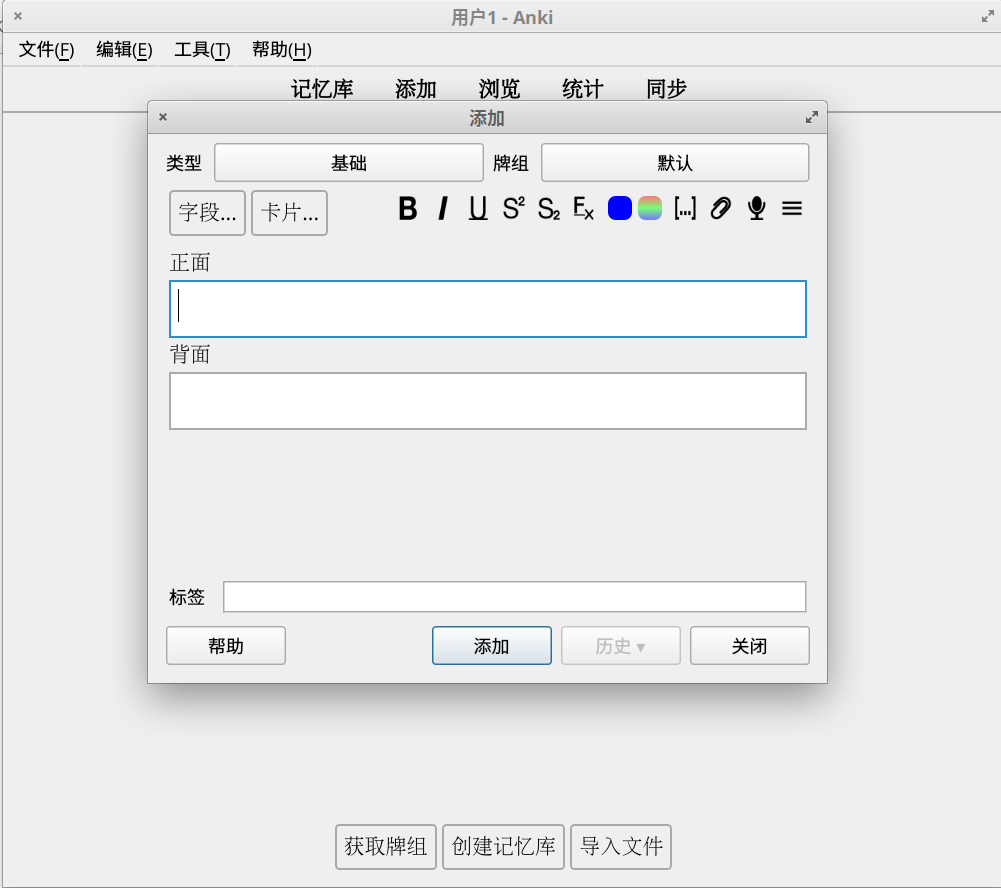 用户1 - Anki
文件(F) 编辑(E) 工具(T) 帮助(H)
记忆库 添加 浏览 统计 同步
添加
类型 基础 牌组 默认
字段... 卡片... B I U S² S₂ Fx [...]
正面
背面
标签
帮助 添加 历史 ▾ 关闭
获取牌组 创建记忆库 导入文件